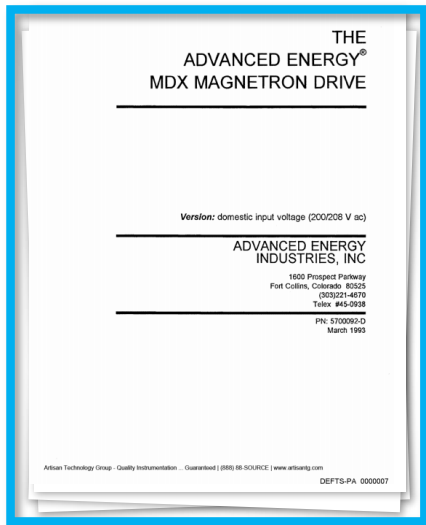 THE
ADVANCED ENERGY®
MDX MAGNETRON DRIVE
Version: domestic input voltage (200/208 V ac)
ADVANCED ENERGY
INDUSTRIES, INC
1600 Prospect Parkway
Fort Collins, Colorado 80525
(303)221-4670
Telex #45-0938
PN: 5700092-D
March 1993
Artisan Technology Group - Quality Instrumentation ... Guaranteed | (888) 88-SOURCE | www.artisantg.com
DEFTS-PA 0000007